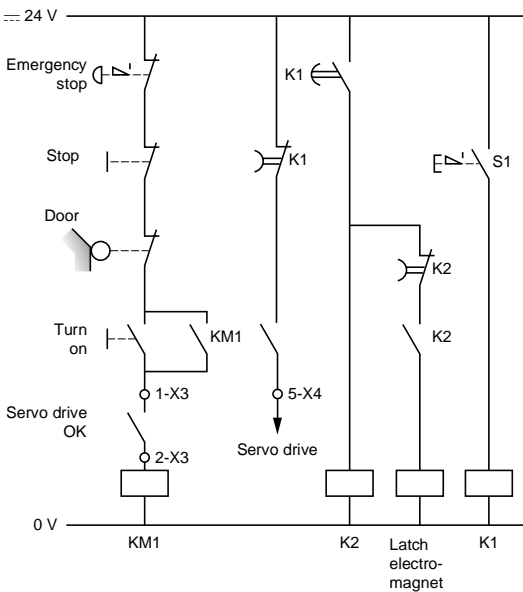 24 V
Emergency
stop
K1
Stop
K1
S1
Door
K2
Turn
on
KM1
K2
1-X3
5-X4
Servo drive
OK
Servo drive
2-X3
0 V
KM1
K2
Latch
electro-
magnet
K1